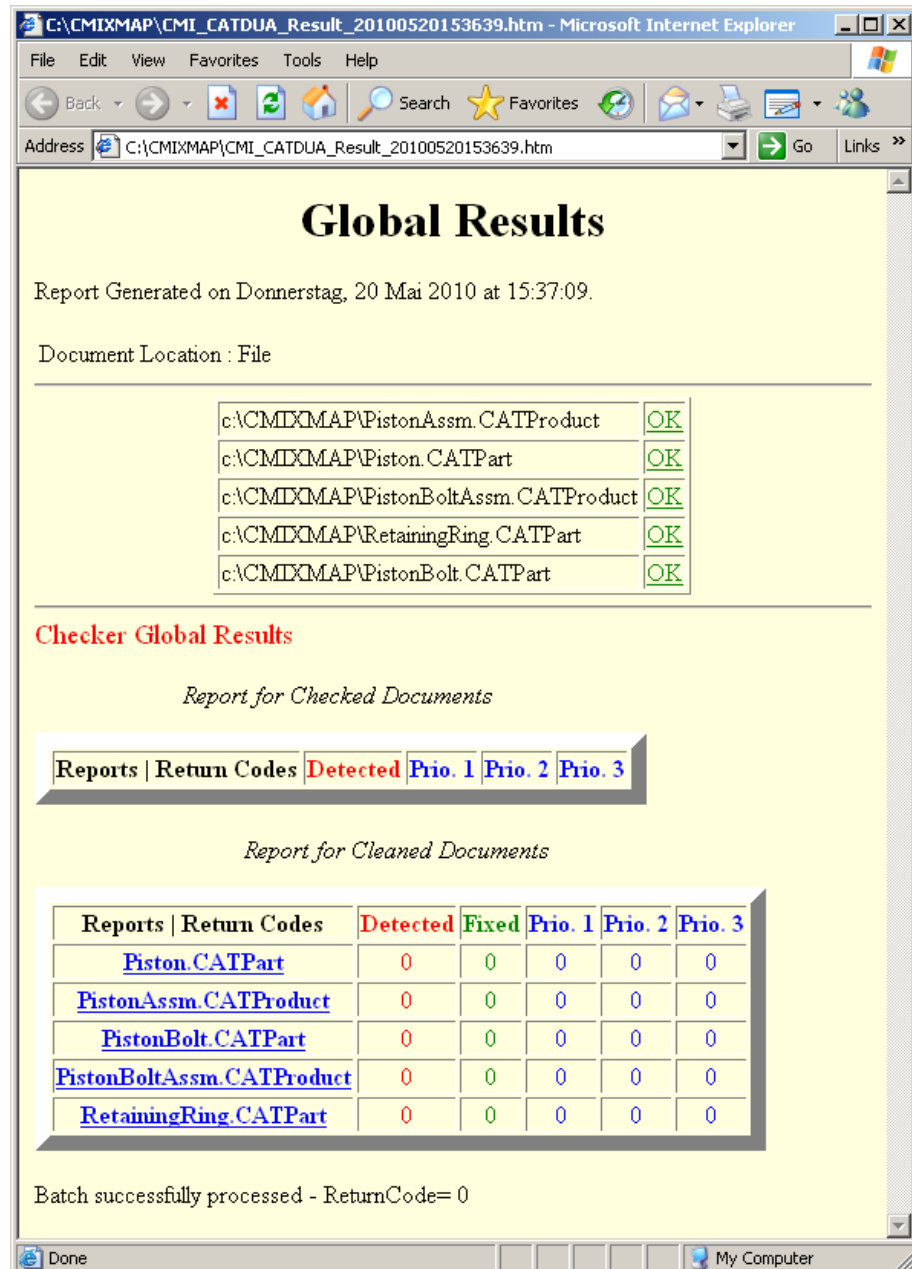 C:\CMIXMAP\CMI_CATDUA_Result_20100520153639.htm - Microsoft Internet Explorer
File Edit View Favorites Tools Help
Back Search Favorites
Address C:\CMIXMAP\CMI_CATDUA_Result_20100520153639.htm Go Links »
Global Results
Report Generated on Donnerstag, 20 Mai 2010 at 15:37:09.
Document Location : File
c:\CMIXMAP\PistonAssm.CATProduct OK
c:\CMIXMAP\Piston.CATPart OK
c:\CMIXMAP\PistonBoltAssm.CATProduct OK
c:\CMIXMAP\RetainingRing.CATPart OK
c:\CMIXMAP\PistonBolt.CATPart OK
Checker Global Results
Report for Checked Documents
Reports | Return Codes Detected Prio. 1 Prio. 2 Prio. 3
Report for Cleaned Documents
Reports | Return Codes Detected Fixed Prio. 1 Prio. 2 Prio. 3
Piston.CATPart 0 0 0 0 0
PistonAssm.CATProduct 0 0 0 0 0
PistonBolt.CATPart 0 0 0 0 0
PistonBoltAssm.CATProduct 0 0 0 0 0
RetainingRing.CATPart 0 0 0 0 0
Batch successfully processed - ReturnCode= 0
Done My Computer